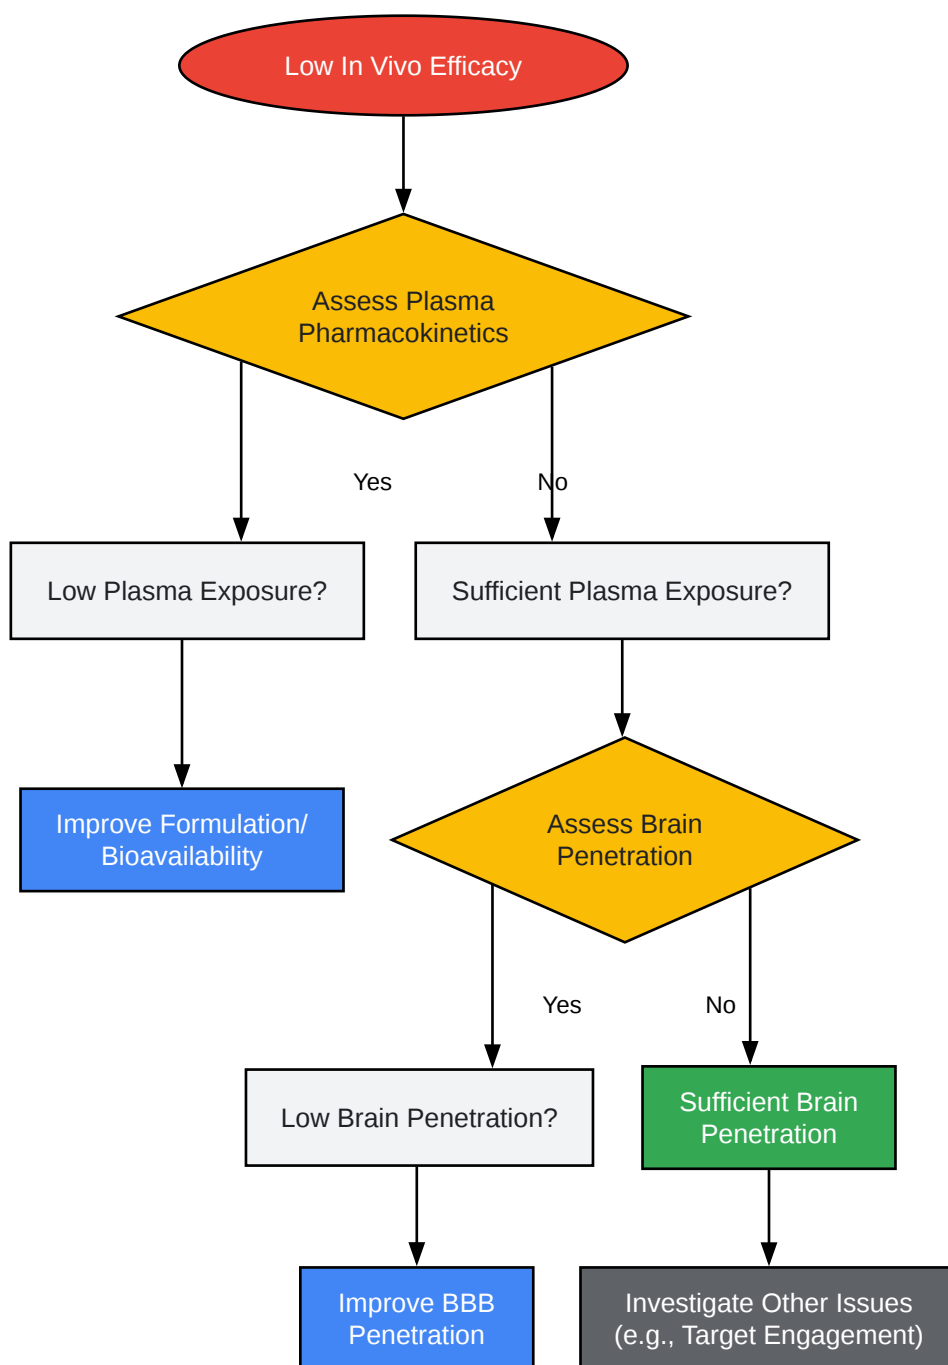 Low In Vivo Efficacy
Assess Plasma
Pharmacokinetics
Yes
No
Low Plasma Exposure?
Sufficient Plasma Exposure?
Improve Formulation/
Bioavailability
Assess Brain
Penetration
Yes
No
Low Brain Penetration?
Sufficient Brain
Penetration
Improve BBB
Penetration
Investigate Other Issues
(e.g., Target Engagement)